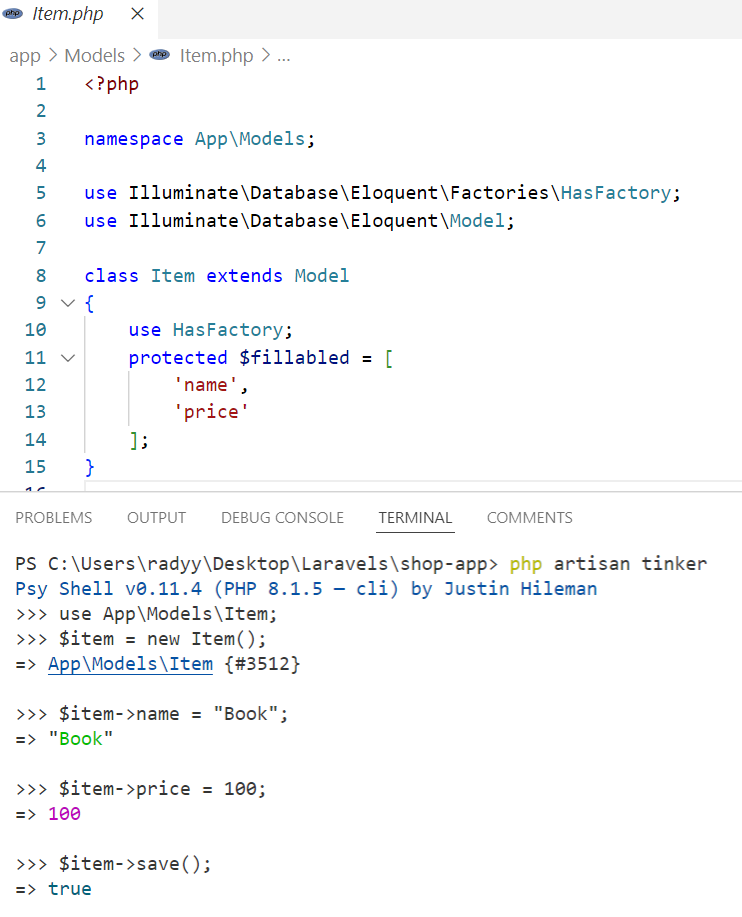 php Item.php ×
app > Models > php Item.php > ...
1 <?php
2
3 namespace App\Models;
4
5 use Illuminate\Database\Eloquent\Factories\HasFactory;
6 use Illuminate\Database\Eloquent\Model;
7
8 class Item extends Model
9 {
10 use HasFactory;
11 protected $fillabled = [
12 'name',
13 'price'
14 ];
15 }
16
PROBLEMS OUTPUT DEBUG CONSOLE TERMINAL COMMENTS
PS C:\Users\radyy\Desktop\Laravels\shop-app> php artisan tinker
Psy Shell v0.11.4 (PHP 8.1.5 — cli) by Justin Hileman
>>> use App\Models\Item;
>>> $item = new Item();
=> App\Models\Item {#3512}
>>> $item->name = "Book";
=> "Book"
>>> $item->price = 100;
=> 100
>>> $item->save();
=> true